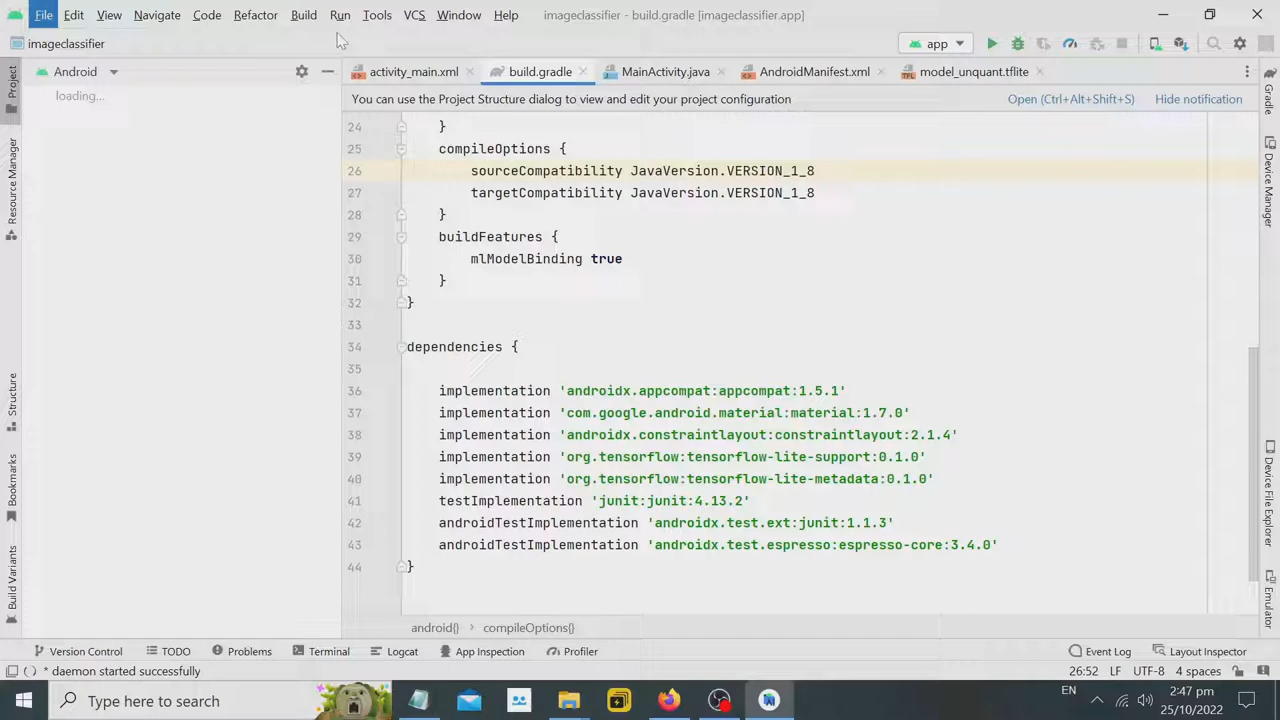 File Edit View Navigate Code Refactor Build Run Tools VCS Window Help imageclassifier - build.gradle [imageclassifier.app]
imageclassifier
app
Android
activity_main.xml build.gradle MainActivity.java AndroidManifest.xml model_unquant.tflite
loading...
You can use the Project Structure dialog to view and edit your project configuration Open (Ctrl+Alt+Shift+S) Hide notification
24 }
25 compileOptions {
26 sourceCompatibility JavaVersion.VERSION_1_8
27 targetCompatibility JavaVersion.VERSION_1_8
28 }
29 buildFeatures {
30 mlModelBinding true
31 }
32 }
33
34 dependencies {
35
36 implementation 'androidx.appcompat:appcompat:1.5.1'
37 implementation 'com.google.android.material:material:1.7.0'
38 implementation 'androidx.constraintlayout:constraintlayout:2.1.4'
39 implementation 'org.tensorflow:tensorflow-lite-support:0.1.0'
40 implementation 'org.tensorflow:tensorflow-lite-metadata:0.1.0'
41 testImplementation 'junit:junit:4.13.2'
42 androidTestImplementation 'androidx.test.ext:junit:1.1.3'
43 androidTestImplementation 'androidx.test.espresso:espresso-core:3.4.0'
44 }
android{} compileOptions{}
Project
Resource Manager
Structure
Bookmarks
Build Variants
Gradle
Device Manager
Device File Explorer
Emulator
Version Control TODO Problems Terminal Logcat App Inspection Profiler Event Log Layout Inspector
* daemon started successfully 26:52 LF UTF-8 4 spaces
Type here to search
EN
2:47 pm
25/10/2022